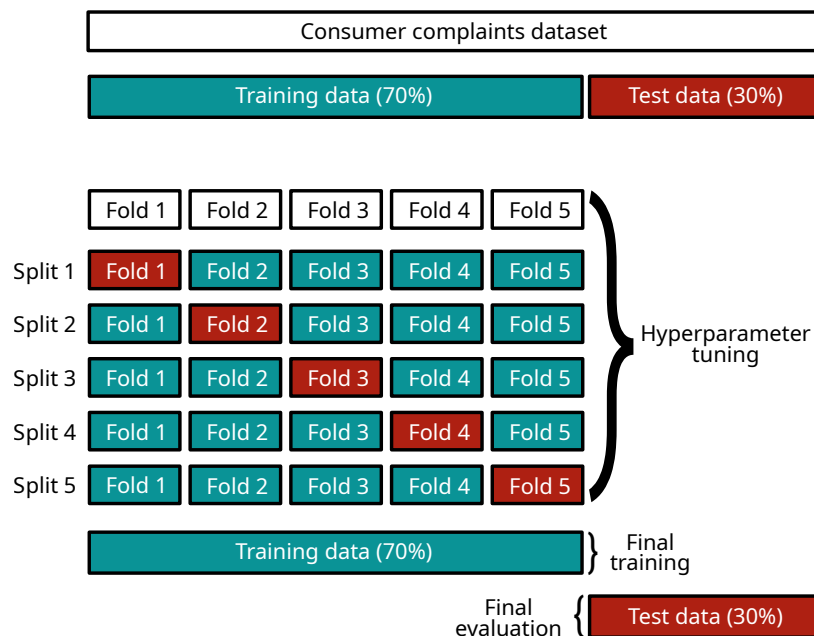 Consumer complaints dataset
Training data (70%) Test data (30%)
Fold 1 Fold 2 Fold 3 Fold 4 Fold 5
Split 1 Fold 1 Fold 2 Fold 3 Fold 4 Fold 5
Split 2 Fold 1 Fold 2 Fold 3 Fold 4 Fold 5
Split 3 Fold 1 Fold 2 Fold 3 Fold 4 Fold 5
Split 4 Fold 1 Fold 2 Fold 3 Fold 4 Fold 5
Split 5 Fold 1 Fold 2 Fold 3 Fold 4 Fold 5
Hyperparameter
tuning
Training data (70%)
Final
training
Final
evaluation
Test data (30%)